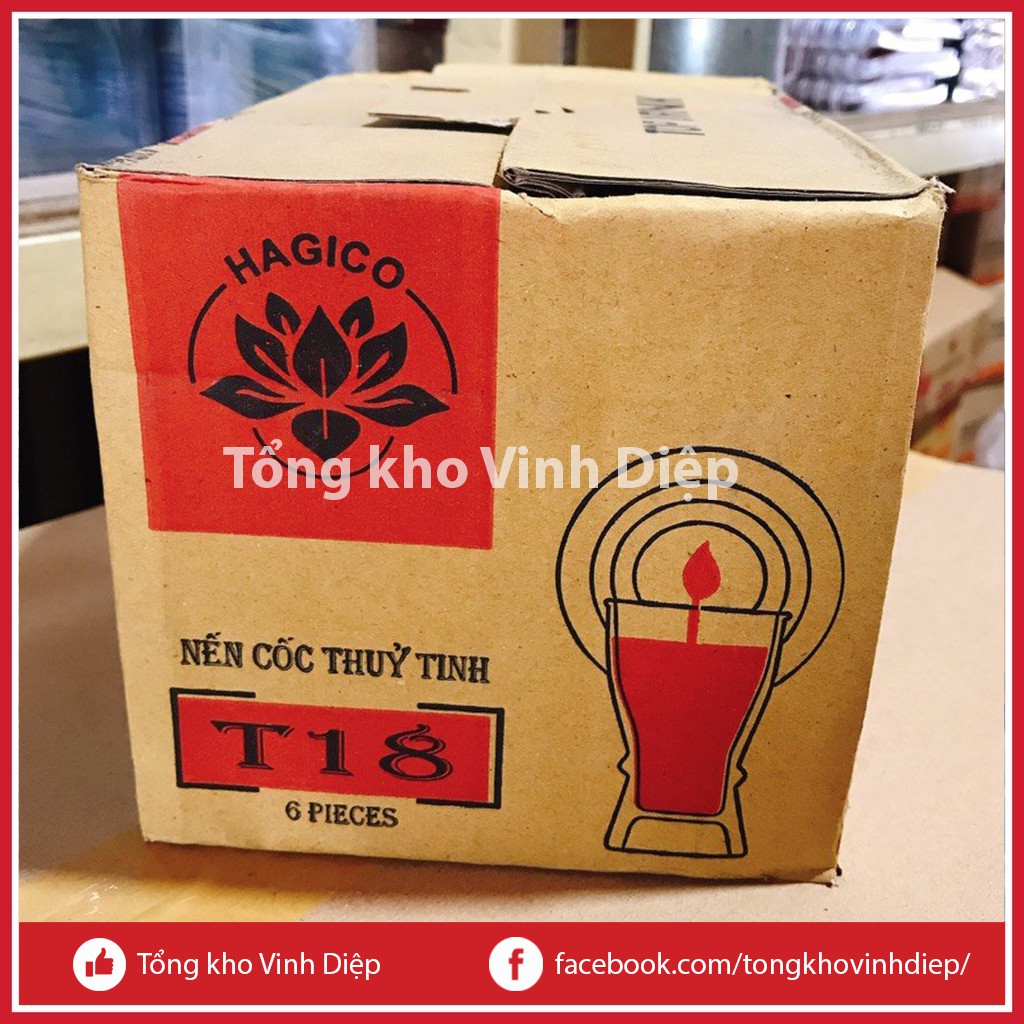 HAGICO
Tổng kho Vinh Diệp
NẾN CỐC THUỶ TINH
T18
6 PIECES
Tổng kho Vinh Diệp
facebook.com/tongkhovinhdiep/